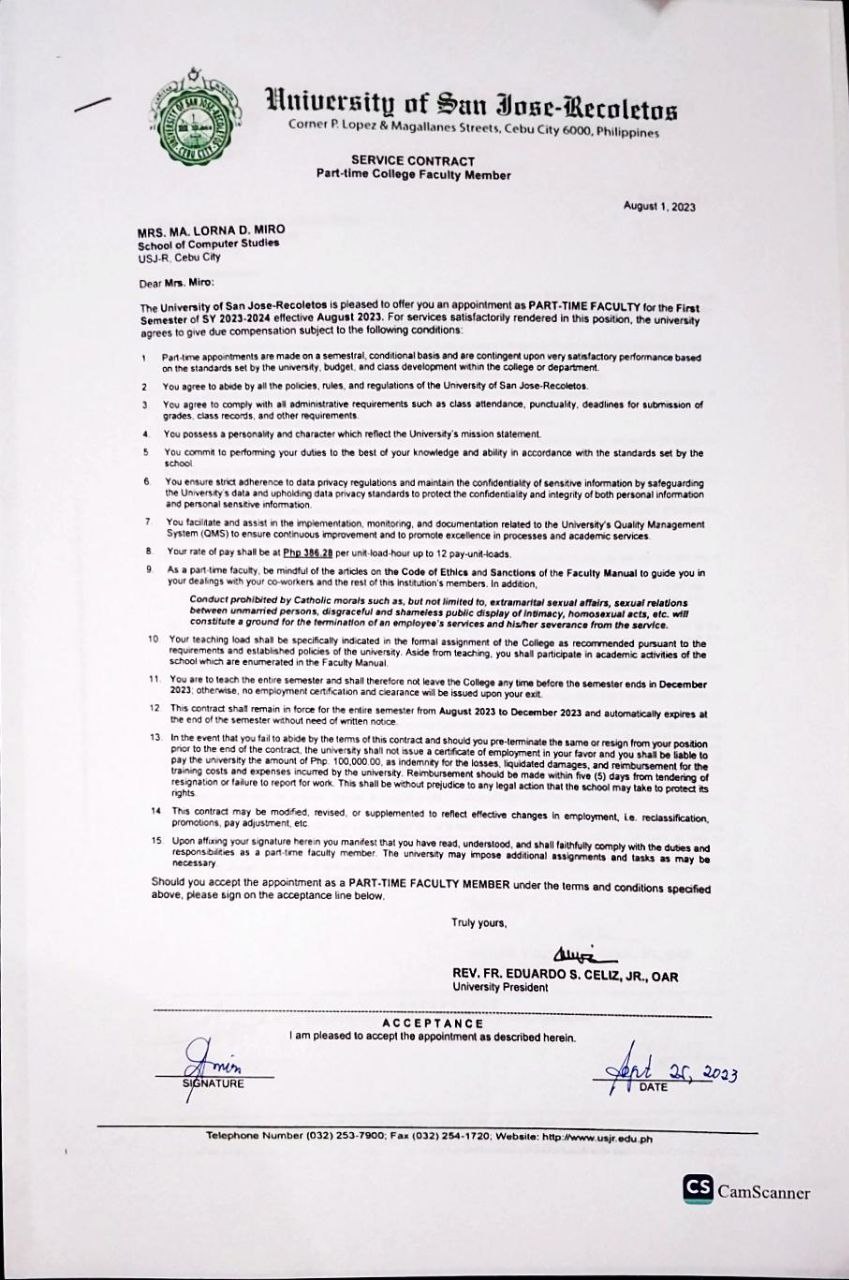 University of San Jose-Recoletos
Corner P. Lopez & Magallanes Streets, Cebu City 6000, Philippines
SERVICE CONTRACT
Part-time College Faculty Member
August 1, 2023
MRS. MA. LORNA D. MIRO
School of Computer Studies
USJ-R, Cebu City
Dear Mrs. Miro:
The University of San Jose-Recoletos is pleased to offer you an appointment as PART-TIME FACULTY for the First
Semester of SY 2023-2024 effective August 2023. For services satisfactorily rendered in this position, the university
agrees to give due compensation subject to the following conditions:
1 Part-time appointments are made on a semestral, conditional basis and are contingent upon very satisfactory performance based
on the standards set by the university, budget, and class development within the college or department.
2 You agree to abide by all the policies, rules, and regulations of the University of San Jose-Recoletos.
3 You agree to comply with all administrative requirements such as class attendance, punctuality, deadlines for submission of
grades, class records, and other requirements.
4. You possess a personality and character which reflect the University's mission statement.
5 You commit to performing your duties to the best of your knowledge and ability in accordance with the standards set by the
school.
6. You ensure strict adherence to data privacy regulations and maintain the confidentiality of sensitive information by safeguarding
the University's data and upholding data privacy standards to protect the confidentiality and integrity of both personal information
and personal sensitive information.
7. You facilitate and assist in the implementation, monitoring, and documentation related to the University's Quality Management
System (QMS) to ensure continuous improvement and to promote excellence in processes and academic services.
8. Your rate of pay shall be at Php 386.28 per unit-load-hour up to 12 pay-unit-loads.
9. As a part-time faculty, be mindful of the articles on the Code of Ethics and Sanctions of the Faculty Manual to guide you in
your dealings with your co-workers and the rest of this Institution's members. In addition,
Conduct prohibited by Catholic morals such as, but not limited to, extramarital sexual affairs, sexual relations
between unmarried persons, disgraceful and shameless public display of intimacy, homosexual acts, etc. will
constitute a ground for the termination of an employee's services and his/her severance from the service.
10 Your teaching load shall be specifically indicated in the formal assignment of the College as recommended pursuant to the
requirements and established policies of the university. Aside from teaching, you shall participate in academic activities of the
school which are enumerated in the Faculty Manual.
11. You are to teach the entire semester and shall therefore not leave the College any time before the semester ends in December
2023; otherwise, no employment certification and clearance will be issued upon your exit.
12 This contract shall remain in force for the entire semester from August 2023 to December 2023 and automatically expires at
the end of the semester without need of written notice.
13. In the event that you fail to abide by the terms of this contract and should you pre-terminate the same or resign from your position
prior to the end of the contract, the university shall not issue a certificate of employment in your favor and you shall be liable to
pay the university the amount of Php. 100,000.00, as indemnity for the losses, liquidated damages, and reimbursement for the
training costs and expenses incurred by the university. Reimbursement should be made within five (5) days from tendering of
resignation or failure to report for work. This shall be without prejudice to any legal action that the school may take to protect its
rights.
14 This contract may be modified, revised, or supplemented to reflect effective changes in employment, i.e. reclassification,
promotions, pay adjustment, etc.
15. Upon affixing your signature herein you manifest that you have read, understood, and shall faithfully comply with the duties and
responsibilities as a part-time faculty member. The university may impose additional assignments and tasks as may be
necessary.
Should you accept the appointment as a PART-TIME FACULTY MEMBER under the terms and conditions specified
above, please sign on the acceptance line below.
Truly yours,
REV. FR. EDUARDO S. CELIZ, JR., OAR
University President
ACCEPTANCE
I am pleased to accept the appointment as described herein.
Sept 25, 2023
SIGNATURE
DATE
Telephone Number (032) 253-7900; Fax (032) 254-1720; Website: http://www.usjr.edu.ph
CS CamScanner